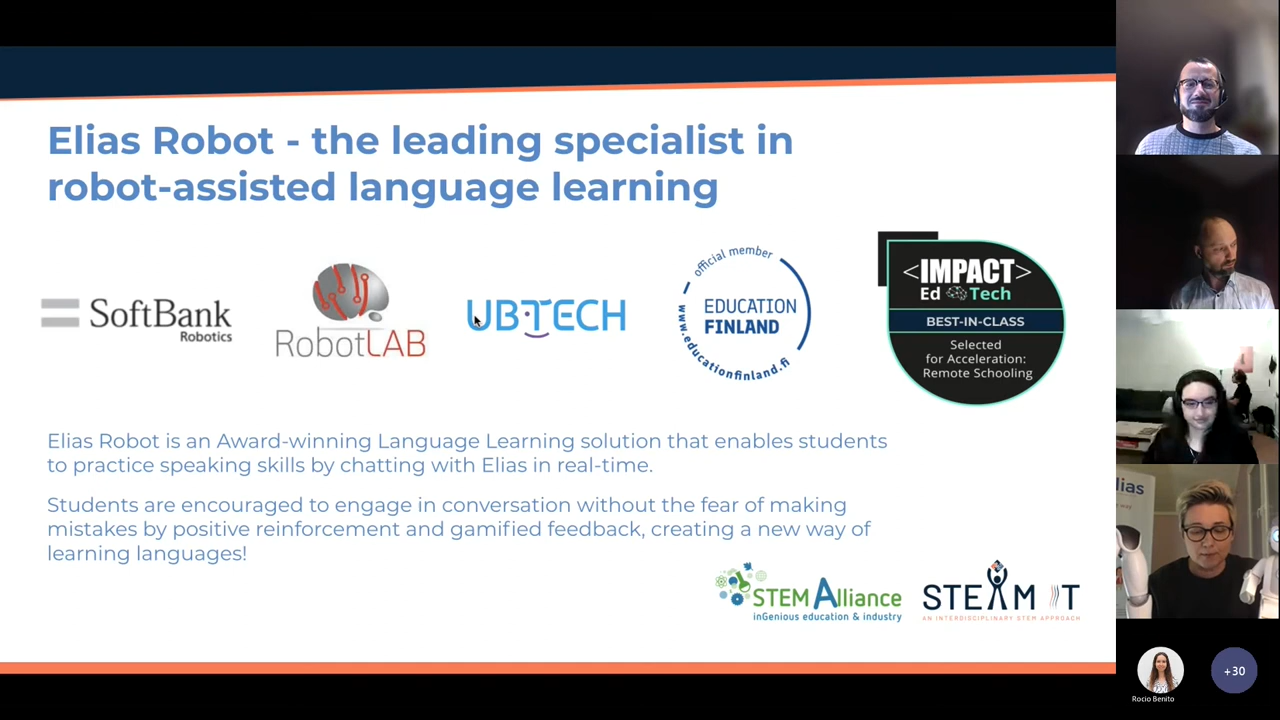 Elias Robot - the leading specialist in
robot-assisted language learning
SoftBank
Robotics
RobotLAB
UBTECH
official member
EDUCATION
FINLAND
www.educationfinland.fi
<IMPACT>
Ed Tech
BEST-IN-CLASS
Selected
for Acceleration:
Remote Schooling
Elias Robot is an Award-winning Language Learning solution that enables students
to practice speaking skills by chatting with Elias in real-time.
Students are encouraged to engage in conversation without the fear of making
mistakes by positive reinforcement and gamified feedback, creating a new way of
learning languages!
STEM Alliance
inGenious education & industry
STEAM IT
AN INTERDISCIPLINARY STEM APPROACH
lias
way
Rocio Benito
+30